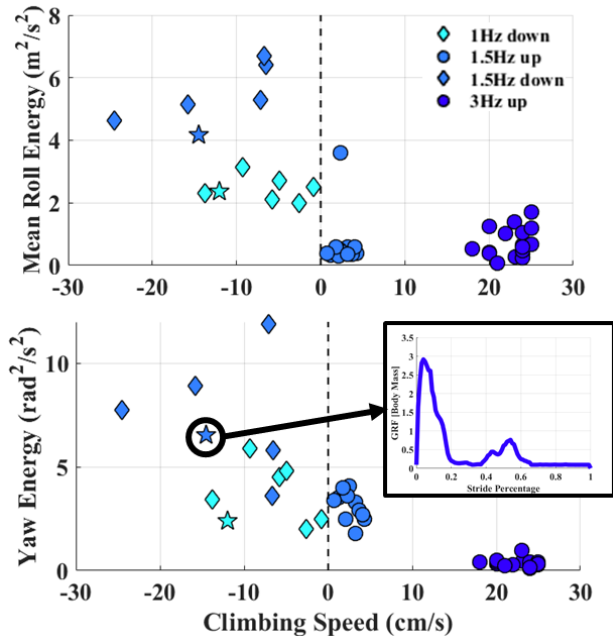 Mean Roll Energy (m²/s²)
8
6
4
2
0
1Hz down
1.5Hz up
1.5Hz down
3Hz up
-30 -20 -10 0 10 20 30
Yaw Energy (rad²/s²)
10
5
0
GRF [Body Mass]
3.5
3
2.5
2
1.5
1
0.5
0
0 0.2 0.4 0.6 0.8 1
Stride Percentage
-30 -20 -10 0 10 20 30
Climbing Speed (cm/s)